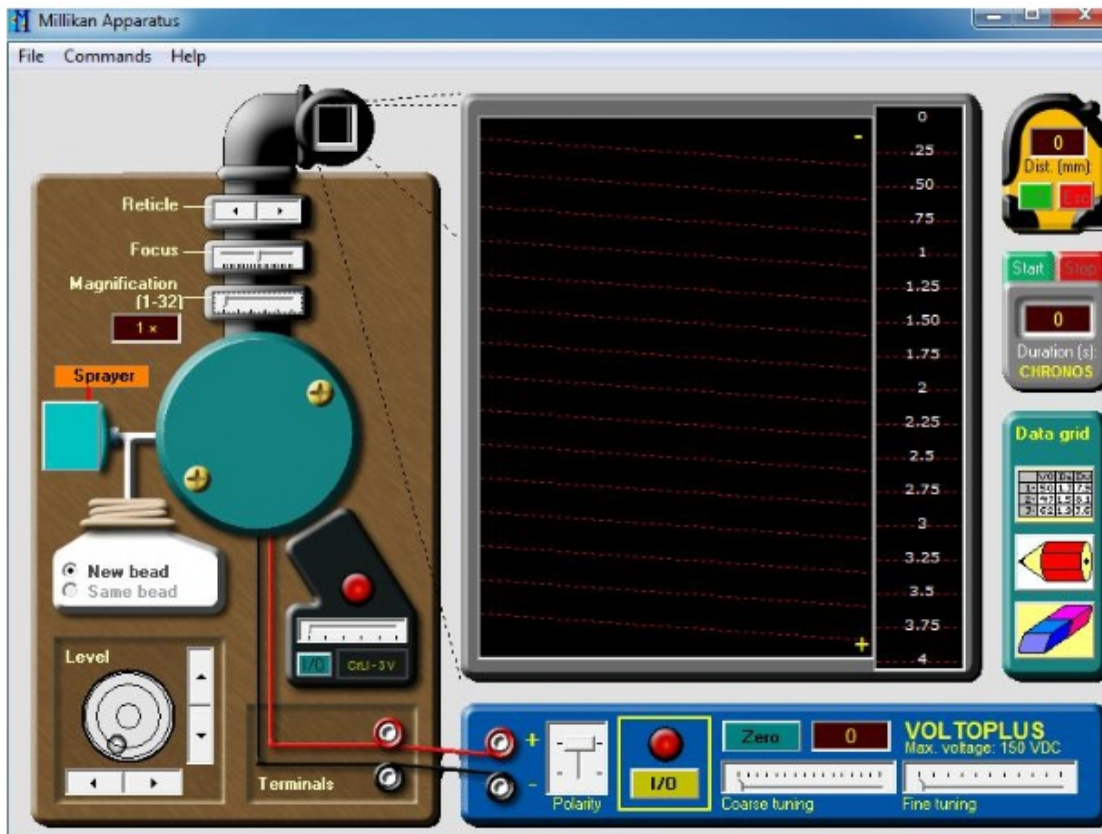 Millikan Apparatus
File Commands Help
Reticle
Focus
Magnification
(1-32)
1 ×
Sprayer
New bead
Same bead
Level
I/O
CrLI-3V
Terminals
-
0
.25
.50
.75
1
1.25
1.50
1.75
2
2.25
2.5
2.75
3
3.25
3.5
3.75
+
4
0
Dist. (mm):
Esc
Start Stop
0
Duration (s):
CHRONOS
Data grid
+
-
Polarity
I/O
Zero
0
VOLTOPLUS
Max. voltage: 150 VDC
Coarse tuning
Fine tuning